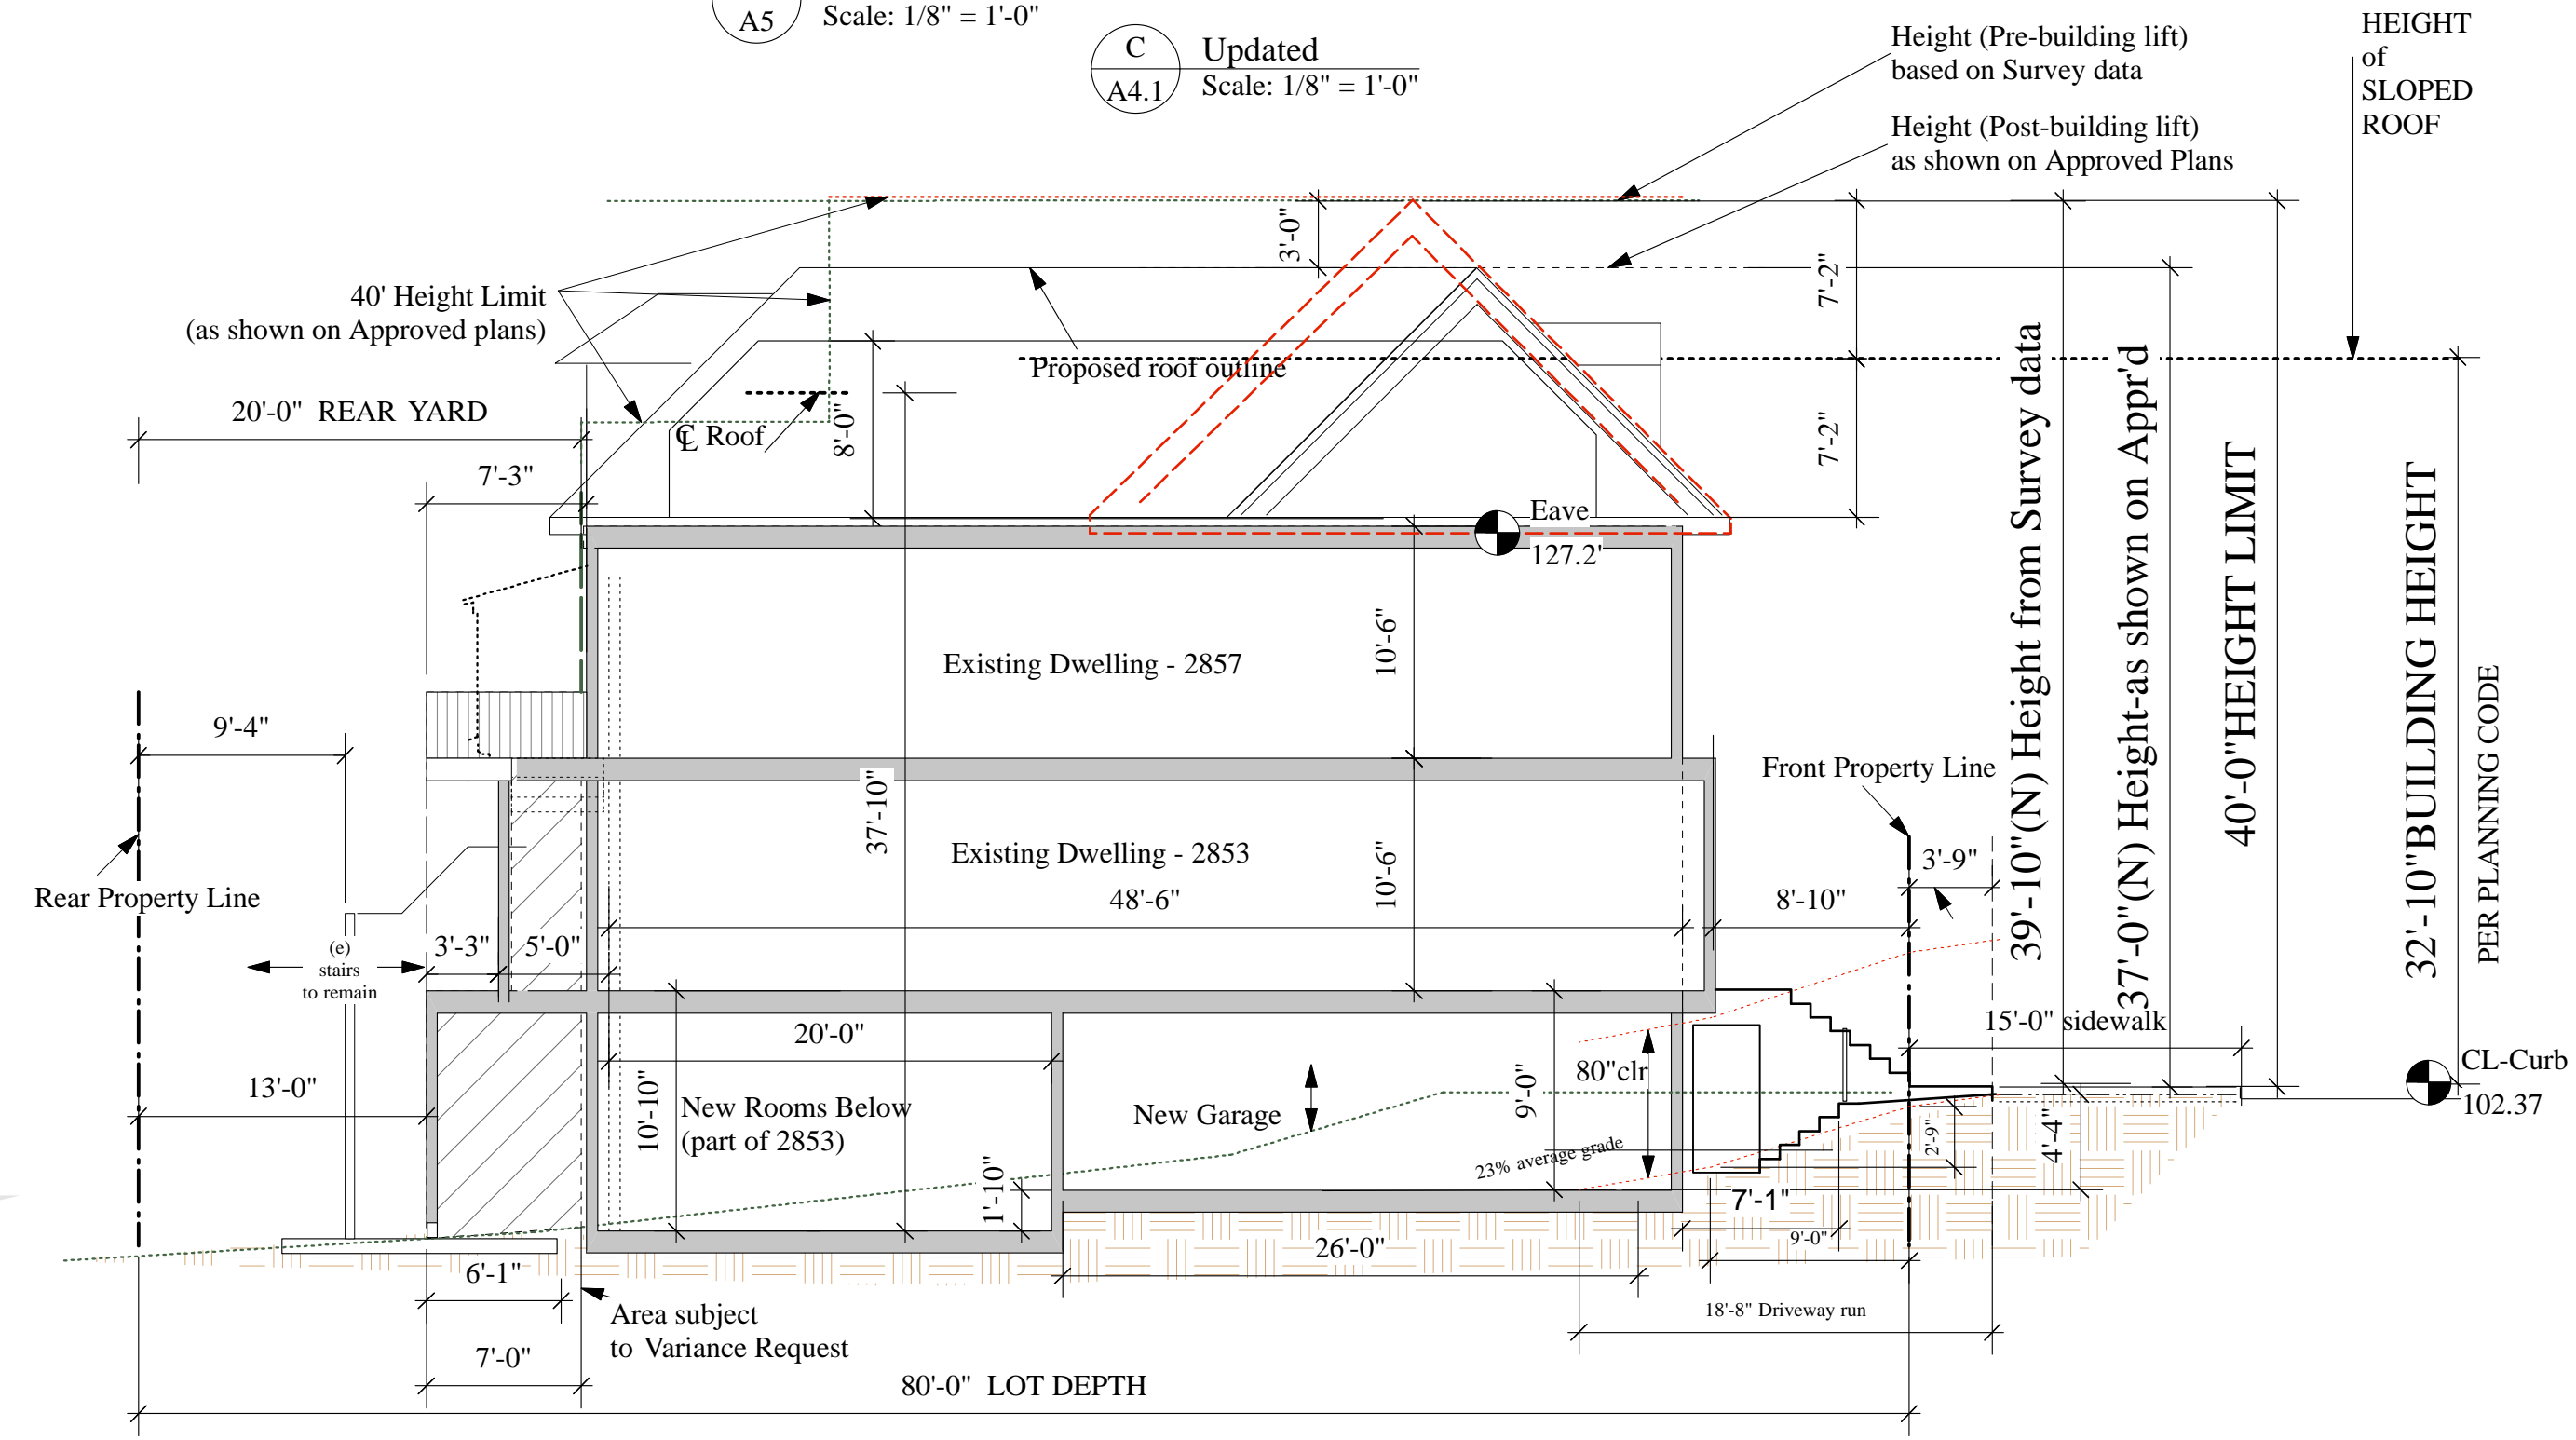 A5
Scale: 1/8" = 1'-0"
C
A4.1
Updated
Scale: 1/8" = 1'-0"
Height (Pre-building lift)
based on Survey data
Height (Post-building lift)
as shown on Approved Plans
HEIGHT
of
SLOPED
ROOF
40' Height Limit
(as shown on Approved plans)
3'-0"
7'-2"
7'-2"
Proposed roof outline
20'-0" REAR YARD
7'-3"
℄ Roof
8'-0"
Eave
127.2'
39'-10"(N) Height from Survey data
37'-0"(N) Height-as shown on Appr'd
40'-0"HEIGHT LIMIT
32'-10"BUILDING HEIGHT
PER PLANNING CODE
Existing Dwelling - 2857
10'-6"
9'-4"
37'-10"
Front Property Line
Existing Dwelling - 2853
48'-6"
10'-6"
8'-10"
3'-9"
Rear Property Line
(e)
stairs
to remain
3'-3"
5'-0"
15'-0" sidewalk
20'-0"
80"clr
CL-Curb
102.37
13'-0"
10'-10"
New Rooms Below
(part of 2853)
New Garage
9'-0"
23% average grade
2'-9"
4'-4"
1'-10"
7'-1"
9'-0"
26'-0"
6'-1"
Area subject
to Variance Request
18'-8" Driveway run
7'-0"
80'-0" LOT DEPTH